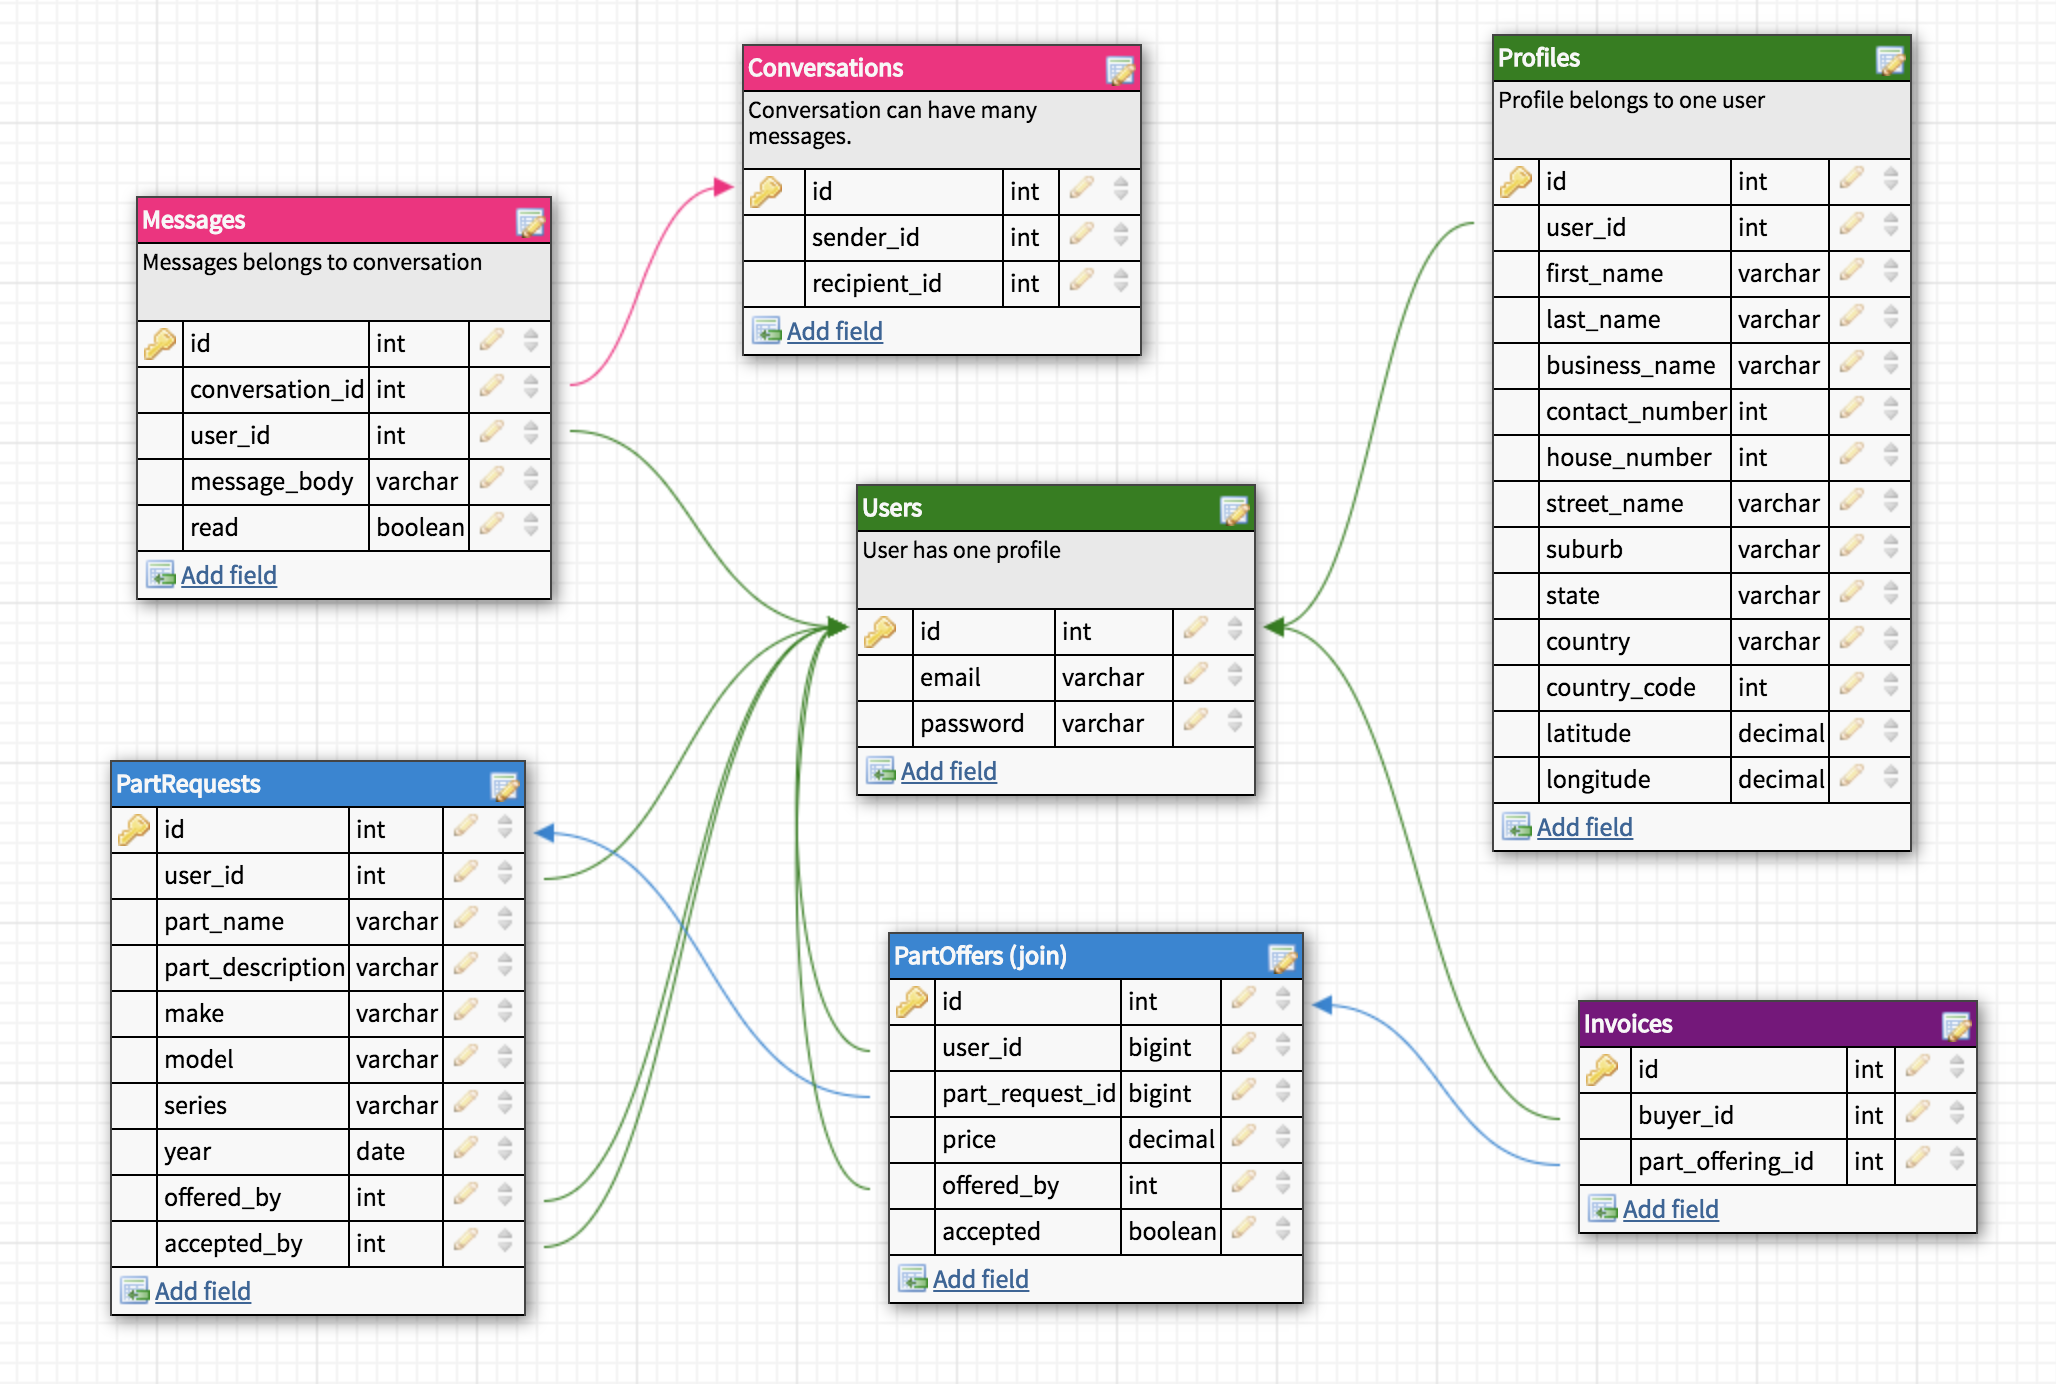 Conversations
Conversation can have many
messages.
id int
sender_id int
recipient_id int
Add field
Profiles
Profile belongs to one user
id int
user_id int
first_name varchar
last_name varchar
business_name varchar
contact_number int
house_number int
street_name varchar
suburb varchar
state varchar
country varchar
country_code int
latitude decimal
longitude decimal
Add field
Messages
Messages belongs to conversation
id int
conversation_id int
user_id int
message_body varchar
read boolean
Add field
Users
User has one profile
id int
email varchar
password varchar
Add field
PartRequests
id int
user_id int
part_name varchar
part_description varchar
make varchar
model varchar
series varchar
year date
offered_by int
accepted_by int
Add field
PartOffers (join)
id int
user_id bigint
part_request_id bigint
price decimal
offered_by int
accepted boolean
Add field
Invoices
id int
buyer_id int
part_offering_id int
Add field